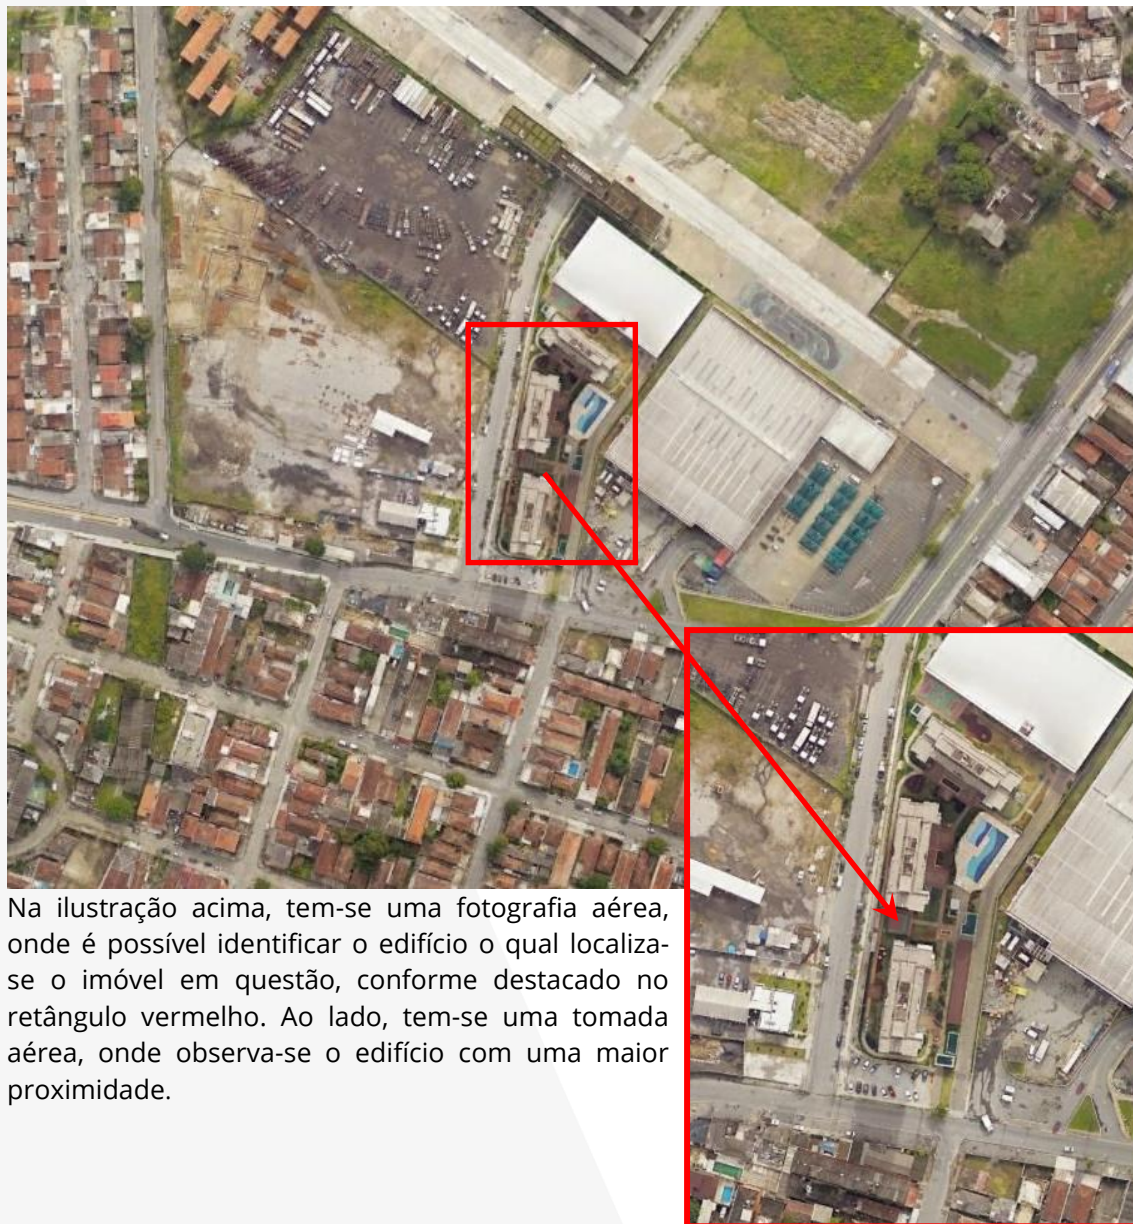 Na ilustração acima, tem-se uma fotografia aérea,
onde é possível identificar o edifício o qual localiza-
se o imóvel em questão, conforme destacado no
retângulo vermelho. Ao lado, tem-se uma tomada
aérea, onde observa-se o edifício com uma maior
proximidade.